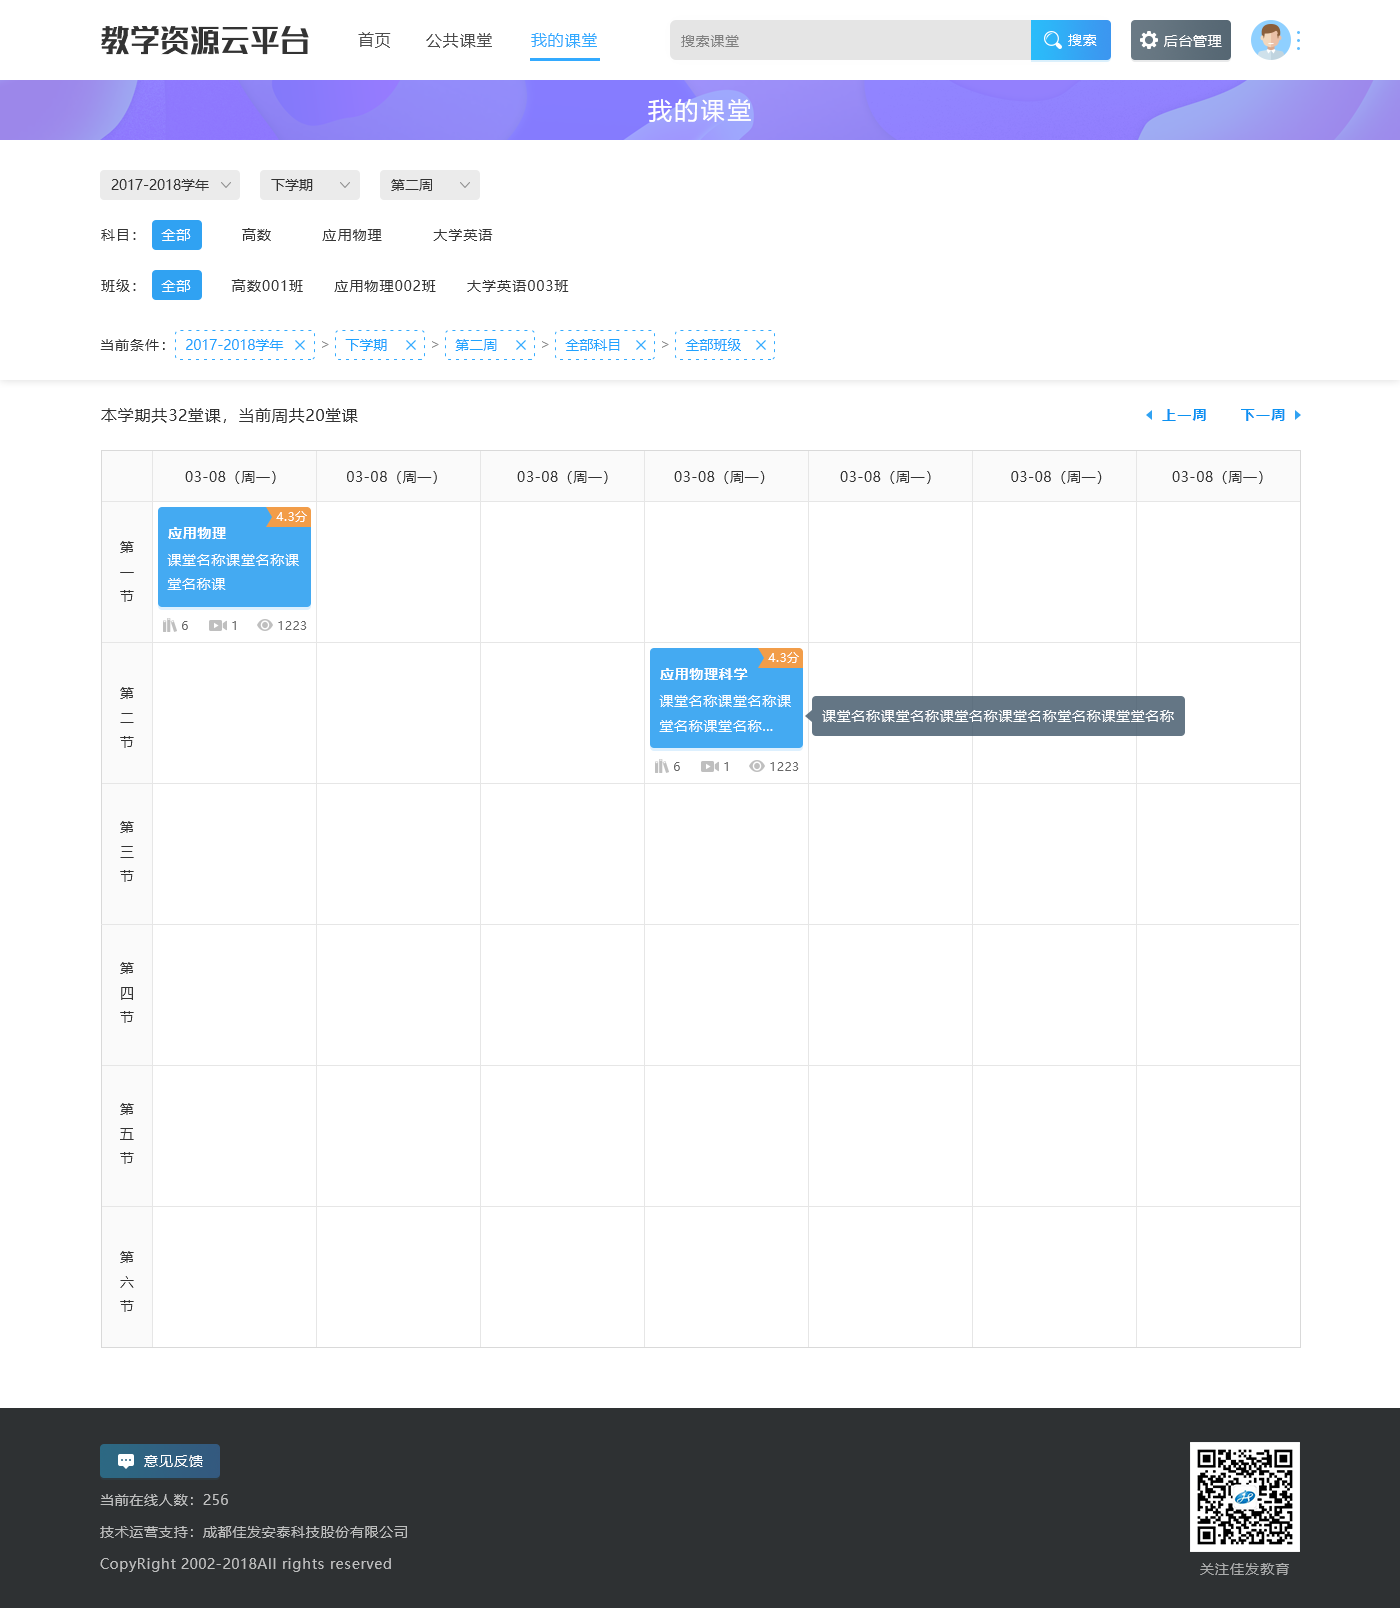 教学资源云平台 首页 公共课堂 我的课堂 搜索课堂 搜索 后台管理
我的课堂
2017-2018学年 下学期 第二周
科目： 全部 高数 应用物理 大学英语
班级： 全部 高数001班 应用物理002班 大学英语003班
当前条件： 2017-2018学年 > 下学期 > 第二周 > 全部科目 > 全部班级
本学期共32堂课，当前周共20堂课 上一周 下一周
03-08（周一） 03-08（周一） 03-08（周一） 03-08（周一） 03-08（周一） 03-08（周一） 03-08（周一）
第一节
4.3分
应用物理
课堂名称课堂名称课
堂名称课
6 1 1223
第二节
4.3分
应用物理科学
课堂名称课堂名称课
堂名称课堂名称...
6 1 1223
课堂名称课堂名称课堂名称课堂名称堂名称课堂堂名称
第三节
第四节
第五节
第六节
意见反馈
当前在线人数：256
技术运营支持：成都佳发安泰科技股份有限公司
CopyRight 2002-2018All rights reserved
关注佳发教育